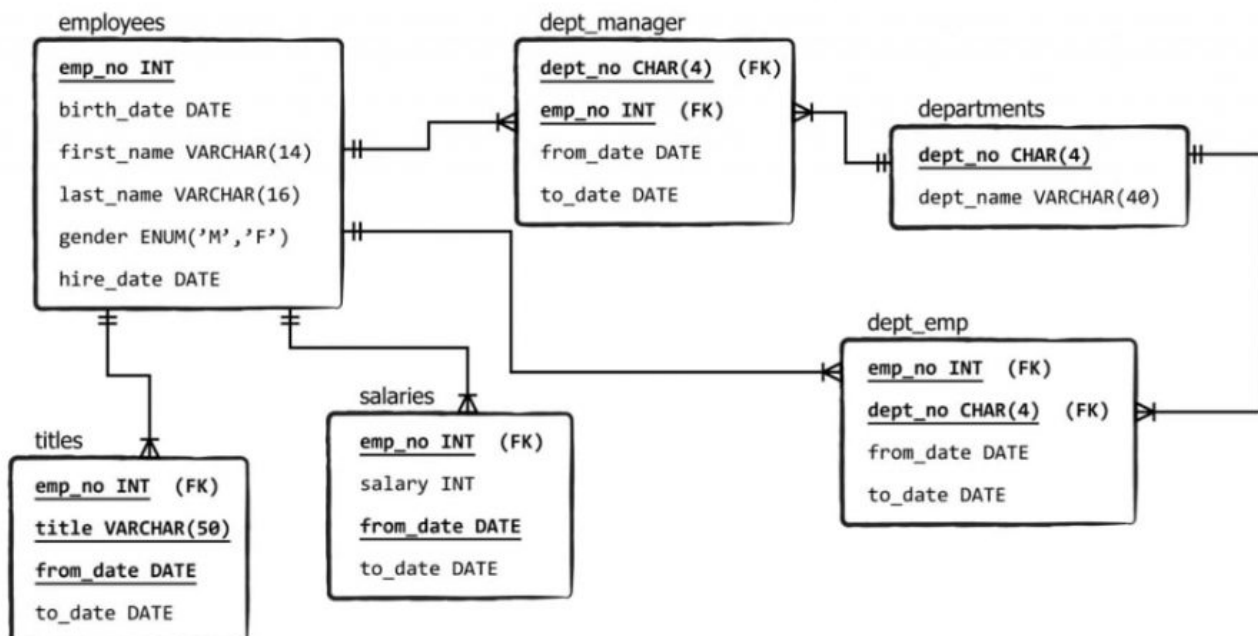 employees
emp_no INT
birth_date DATE
first_name VARCHAR(14)
last_name VARCHAR(16)
gender ENUM(’M’,’F’)
hire_date DATE
dept_manager
dept_no CHAR(4) (FK)
emp_no INT (FK)
from_date DATE
to_date DATE
departments
dept_no CHAR(4)
dept_name VARCHAR(40)
dept_emp
emp_no INT (FK)
dept_no CHAR(4) (FK)
from_date DATE
to_date DATE
salaries
emp_no INT (FK)
salary INT
from_date DATE
to_date DATE
titles
emp_no INT (FK)
title VARCHAR(50)
from_date DATE
to_date DATE